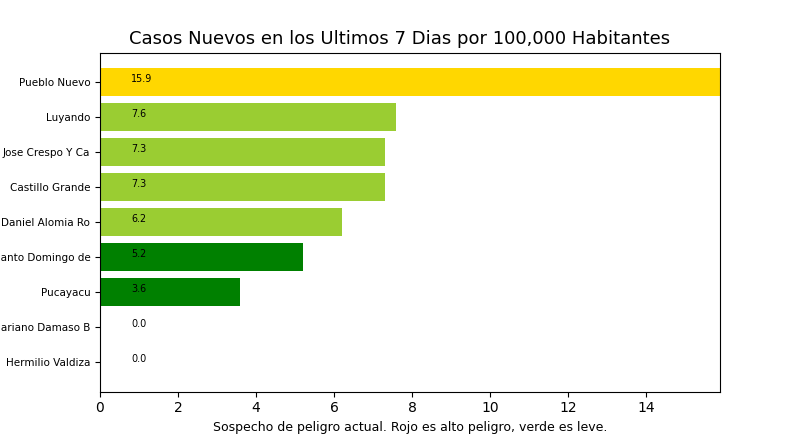 Casos Nuevos en los Ultimos 7 Dias por 100,000 Habitantes
Pueblo Nuevo 15.9
Luyando 7.6
Jose Crespo Y Ca 7.3
Castillo Grande 7.3
Daniel Alomia Ro 6.2
anto Domingo de 5.2
Pucayacu 3.6
ariano Damaso B 0.0
Hermilio Valdiza 0.0
0 2 4 6 8 10 12 14
Sospecho de peligro actual. Rojo es alto peligro, verde es leve.